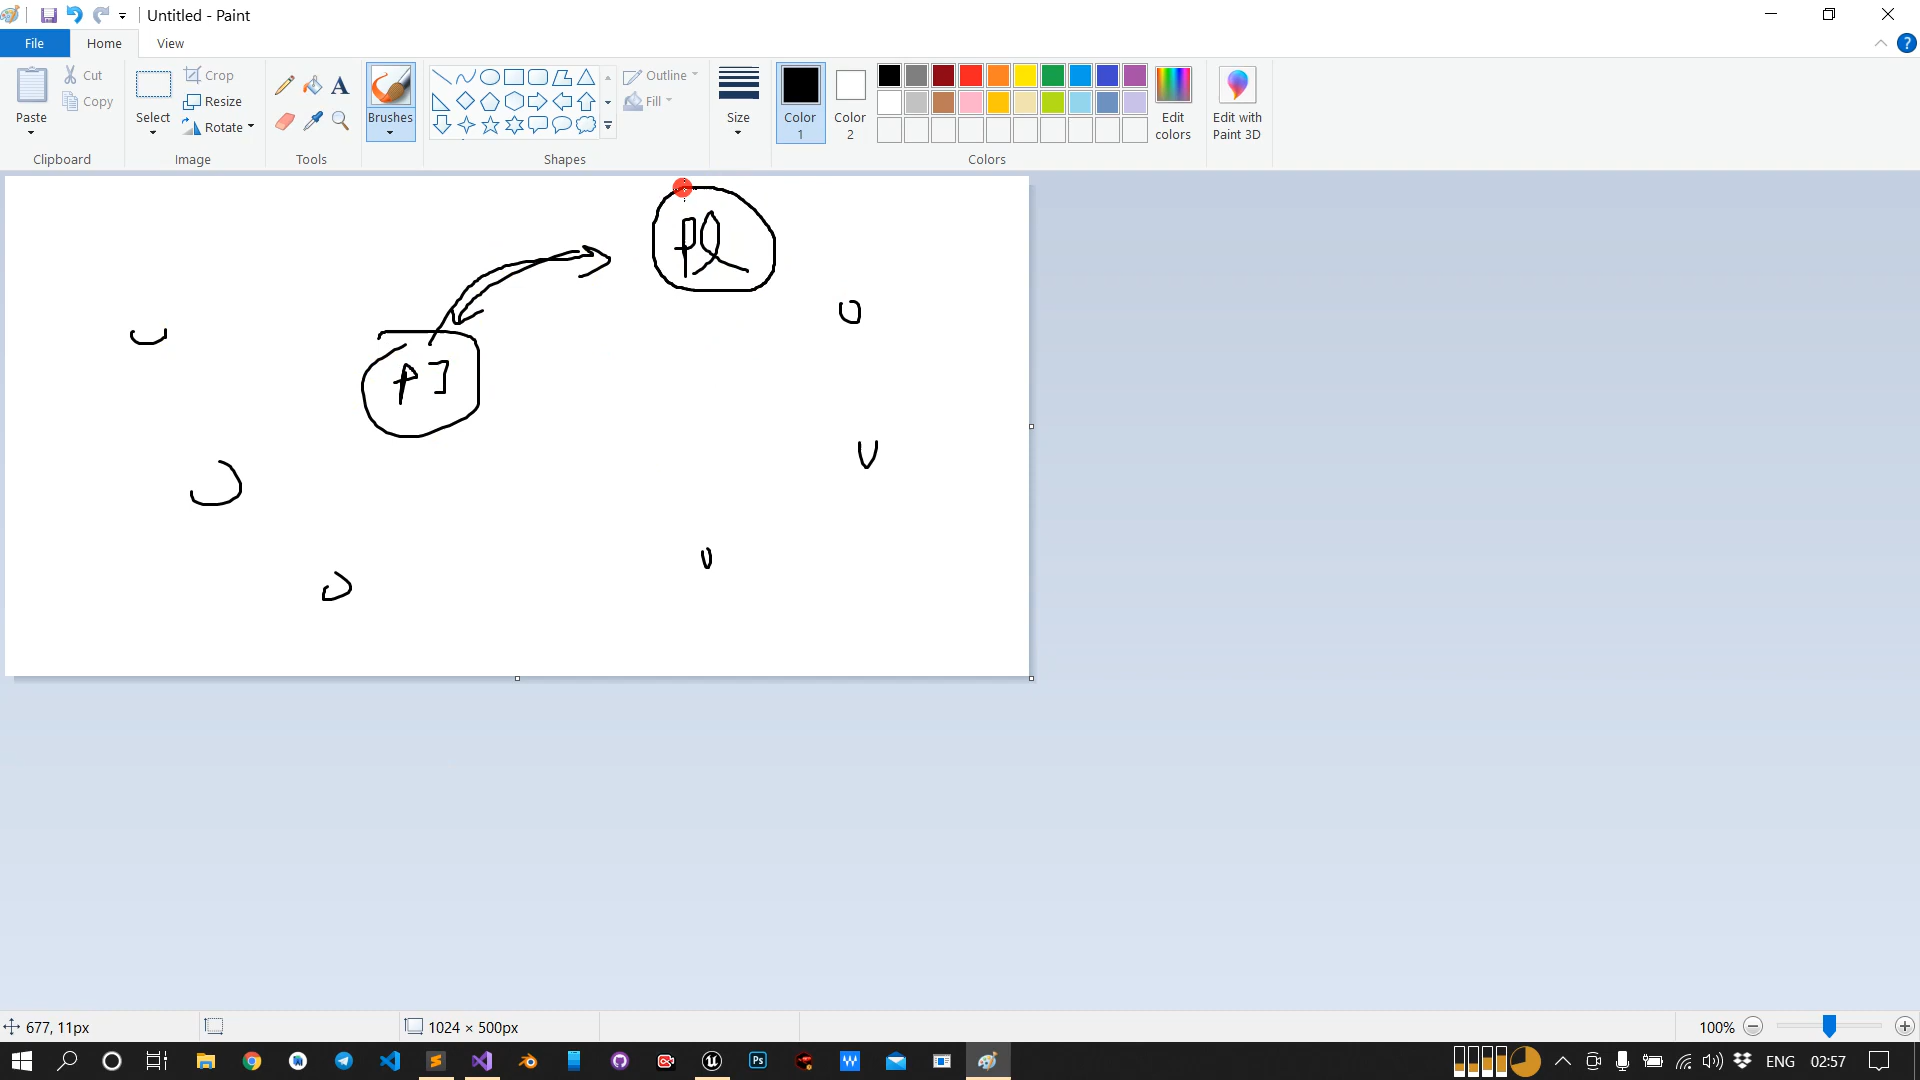 Untitled - Paint
File
Home
View
Paste
Cut
Copy
Clipboard
Select
Crop
Resize
Rotate
Image
Tools
Brushes
Outline
Fill
Shapes
Size
Color
1
Color
2
Edit
colors
Colors
Edit with
Paint 3D
677, 11px
1024 × 500px
100%
ENG
02:57